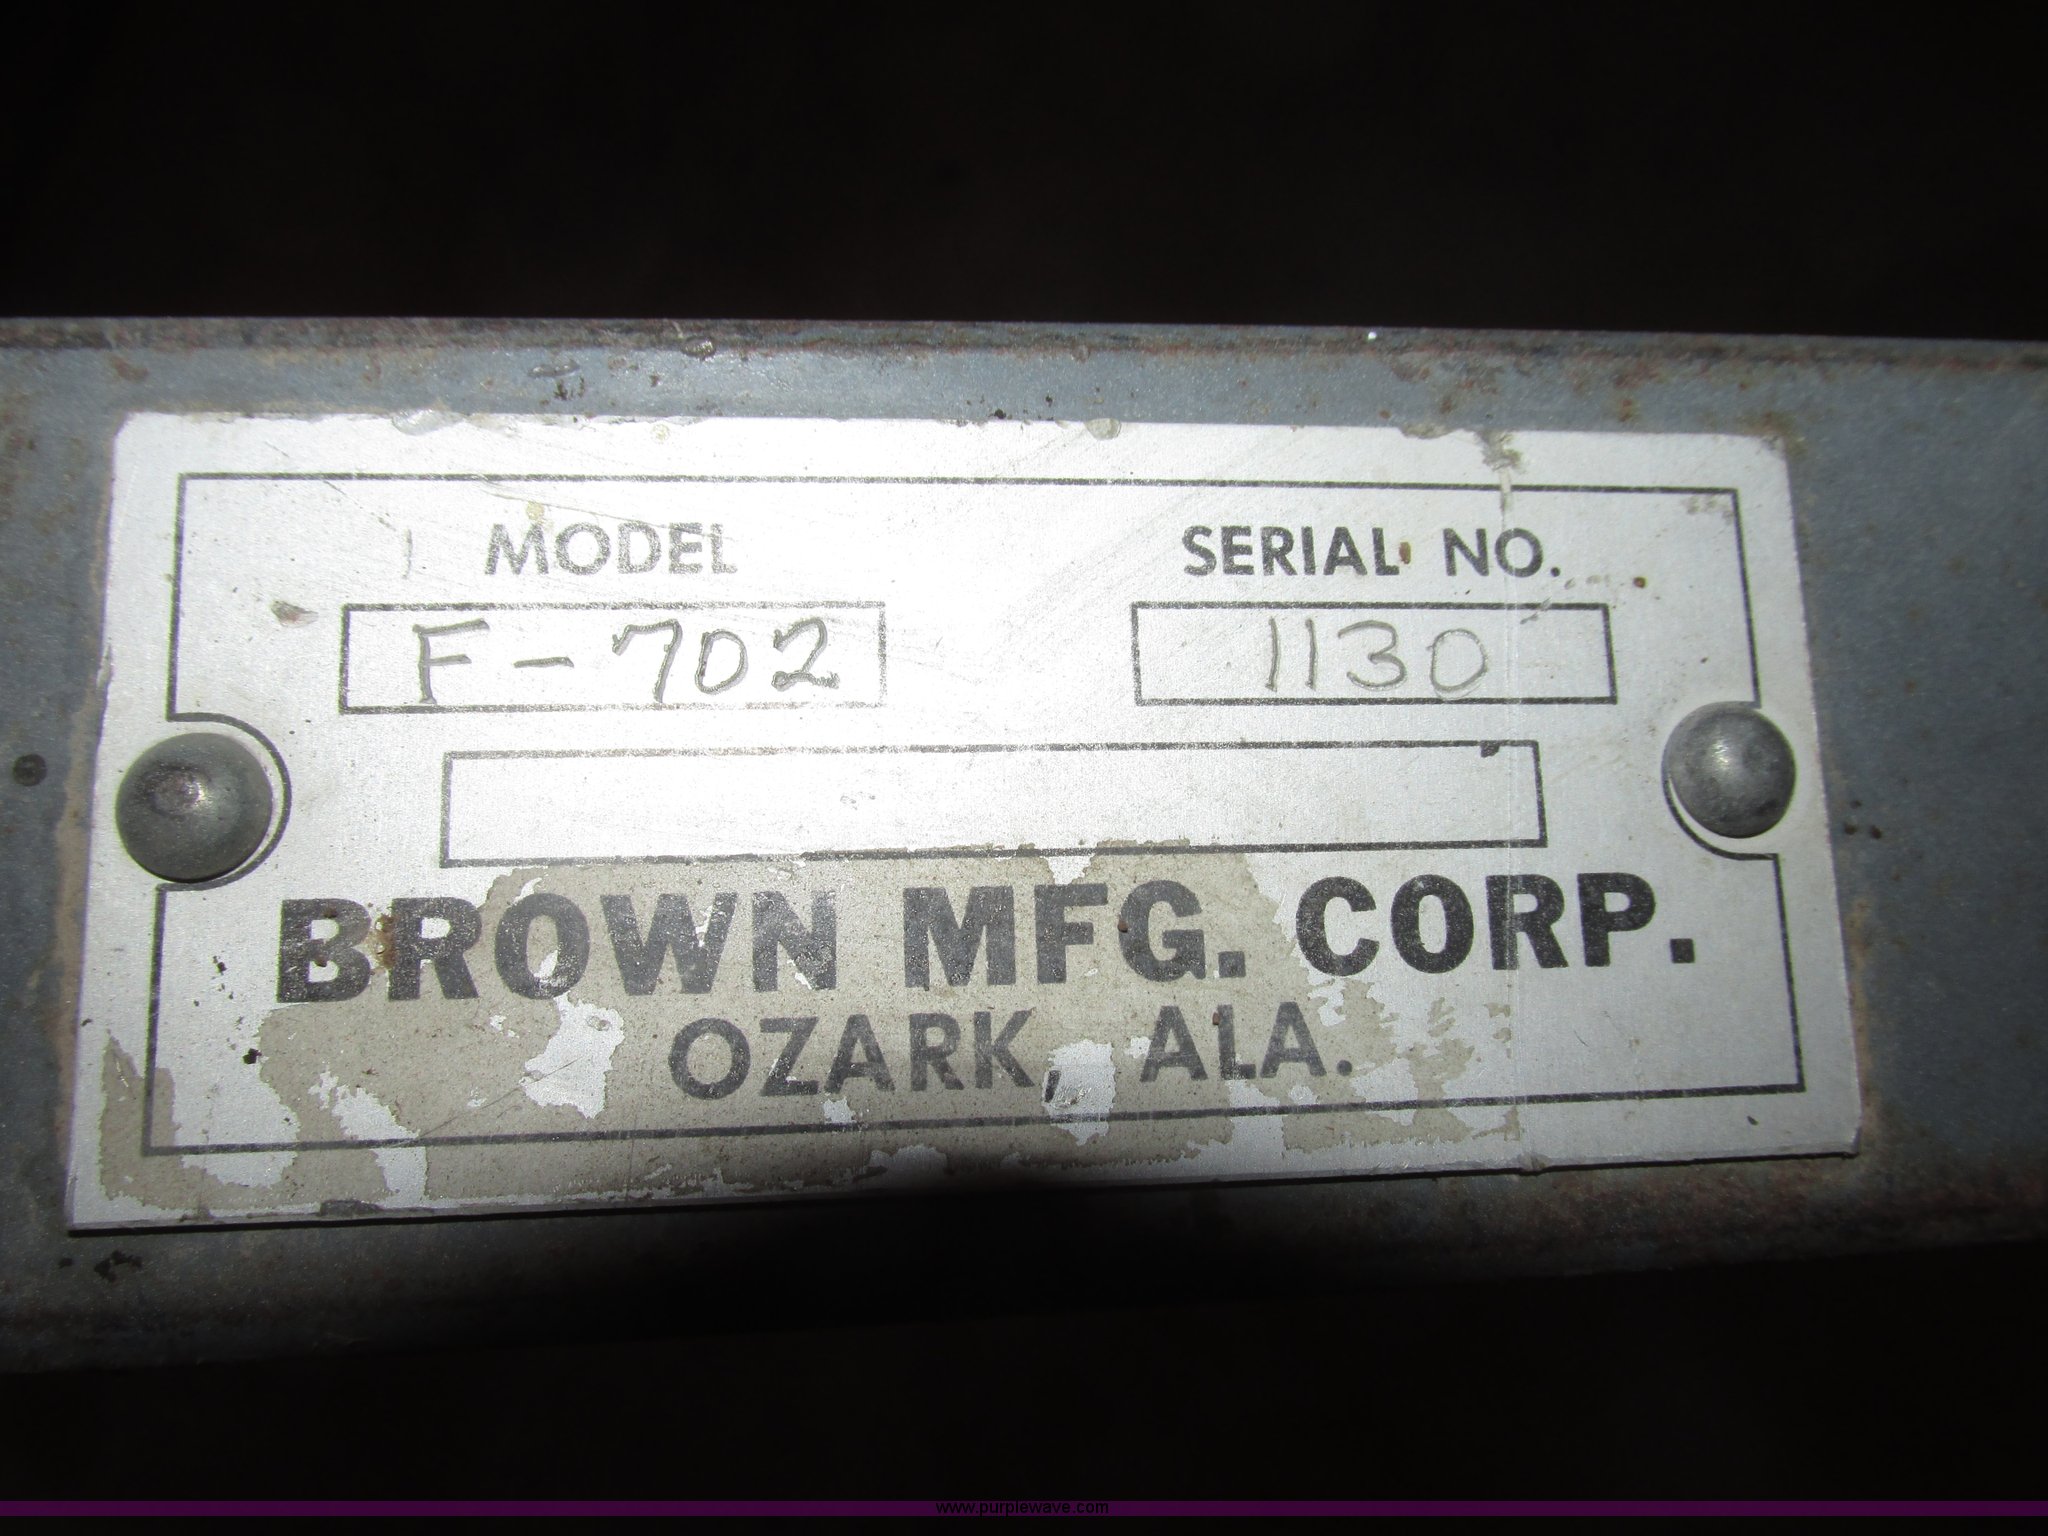 MODEL SERIAL NO.
F-702 1130
BROWN MFG. CORP.
OZARK, ALA.
www.purplewave.com